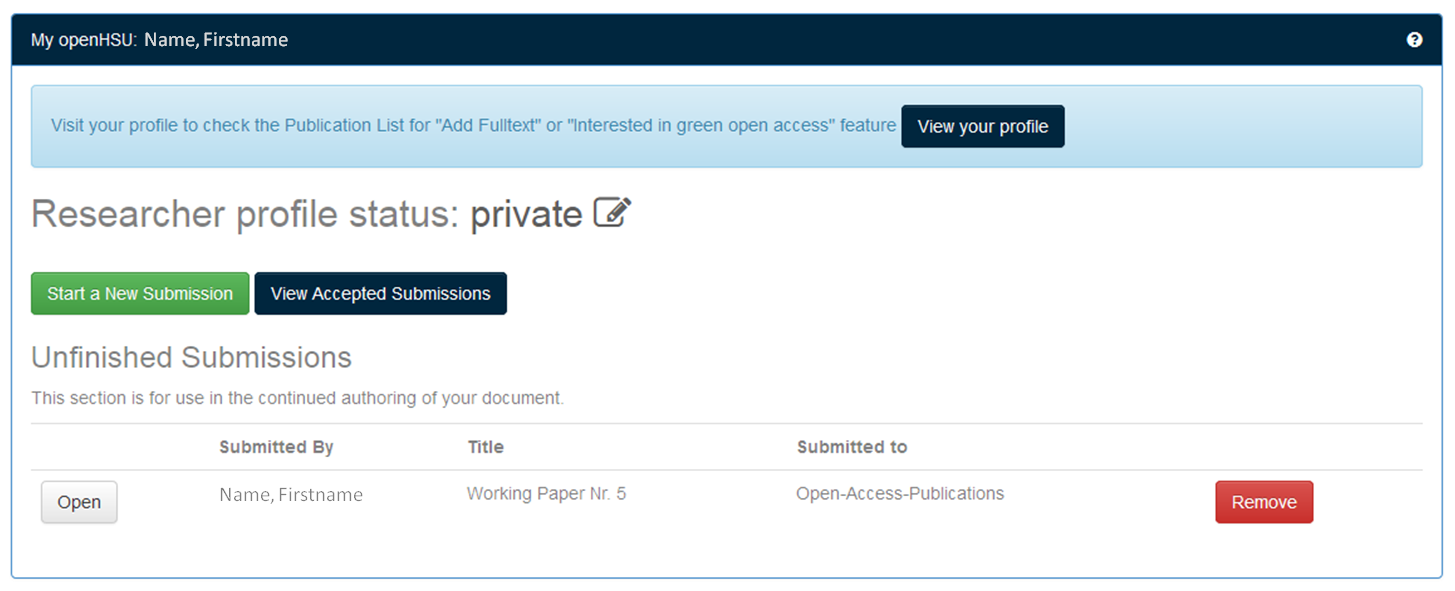 My openHSU: Name, Firstname
Visit your profile to check the Publication List for "Add Fulltext" or "Interested in green open access" feature View your profile
Researcher profile status: private
Start a New Submission View Accepted Submissions
Unfinished Submissions
This section is for use in the continued authoring of your document.
Submitted By Title Submitted to
Open Name, Firstname Working Paper Nr. 5 Open-Access-Publications Remove